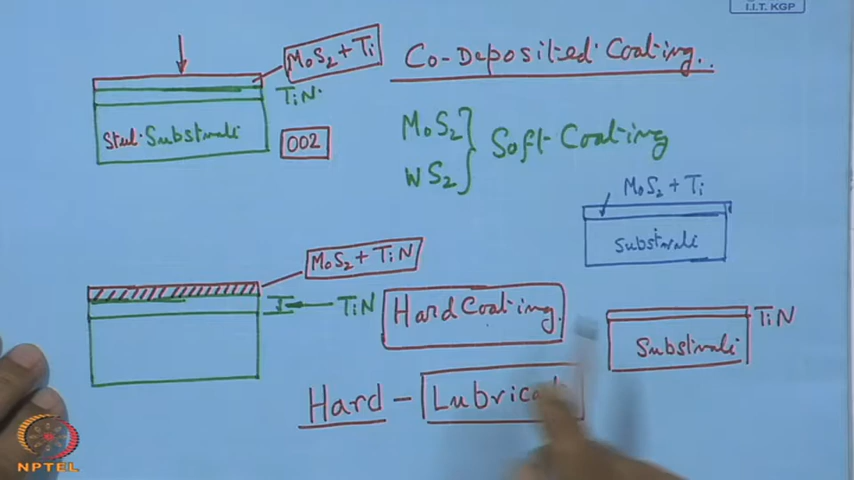 I.I.T. KGP
Co-Deposited Coating.
MoS2 + Ti
TiN
Steel Substrate
002
MoS2
WS2
Soft Coating
MoS2 + Ti
Substrate
MoS2 + TiN
TiN
Hard Coating.
TiN
Substrate
Hard -
NPTEL